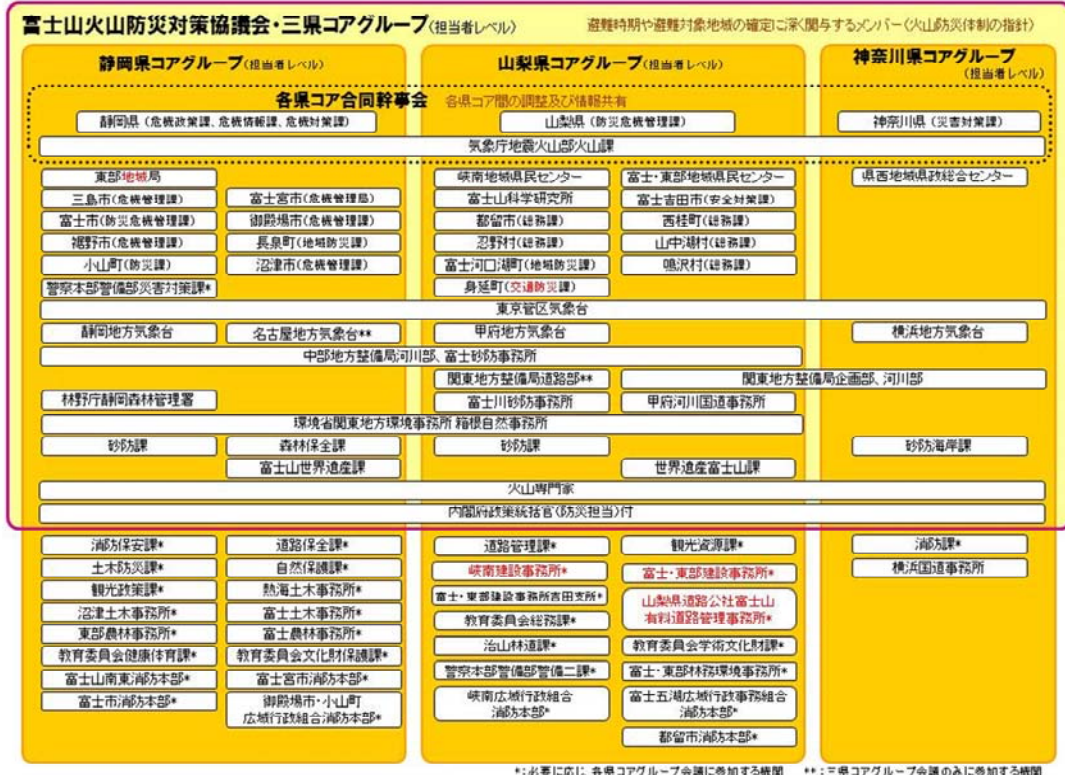 富士山火山防災対策協議会・三県コアグループ(担当者レベル)
避難時期や避難対象地域の確定に深く関与するメンバー(火山防災体制の指針)
静岡県コアグループ(担当者レベル)
山梨県コアグループ(担当者レベル)
神奈川県コアグループ
(担当者レベル)
各県コア合同幹事会 各県コア間の調整及び情報共有
静岡県(危機政策課、危機情報課、危機対策課)
山梨県(防災危機管理課)
神奈川県(災害対策課)
気象庁地震火山部火山課
東部地域局
峡南地域県民センター
富士・東部地域県民センター
県西地域県政総合センター
三島市(危機管理課)
富士宮市(危機管理局)
富士山科学研究所
富士吉田市(安全対策課)
富士市(防災危機管理課)
御殿場市(危機管理課)
都留市(総務課)
西桂町(総務課)
裾野市(危機管理課)
長泉町(地域防災課)
忍野村(総務課)
山中湖村(総務課)
小山町(防災課)
沼津市(危機管理課)
富士河口湖町(地域防災課)
鳴沢村(総務課)
警察本部警備部災害対策課*
身延町(交通防災課)
東京管区気象台
静岡地方気象台
名古屋地方気象台**
甲府地方気象台
横浜地方気象台
中部地方整備局河川部、富士砂防事務所
関東地方整備局道路部**
関東地方整備局企画部、河川部
林野庁静岡森林管理署
富士川砂防事務所
甲府河川国道事務所
環境省関東地方環境事務所 箱根自然事務所
砂防課
森林保全課
砂防課
砂防海岸課
富士山世界遺産課
世界遺産富士山課
火山専門家
内閣府政策統括官(防災担当)付
消防保安課*
道路保全課*
道路管理課*
観光資源課*
消防課*
土木防災課*
自然保護課*
峡南建設事務所*
富士・東部建設事務所*
横浜国道事務所
観光政策課*
熱海土木事務所*
富士・東部建設事務所吉田支所*
山梨県道路公社富士山
有料道路管理事務所*
沼津土木事務所*
富士土木事務所*
教育委員会総務課*
東部農林事務所*
富士農林事務所*
治山林道課*
教育委員会学術文化財課*
教育委員会健康体育課*
教育委員会文化財保護課*
警察本部警備部警備二課*
富士・東部林務環境事務所*
富士山南東消防本部*
富士宮市消防本部*
峡南広域行政組合
消防本部*
富士五湖広域行政事務組合
消防本部*
富士市消防本部*
御殿場市・小山町
広域行政組合消防本部*
都留市消防本部*
*:必要に応じ、各県コアグループ会議に参加する機関 **:三県コアグループ会議のみに参加する機関